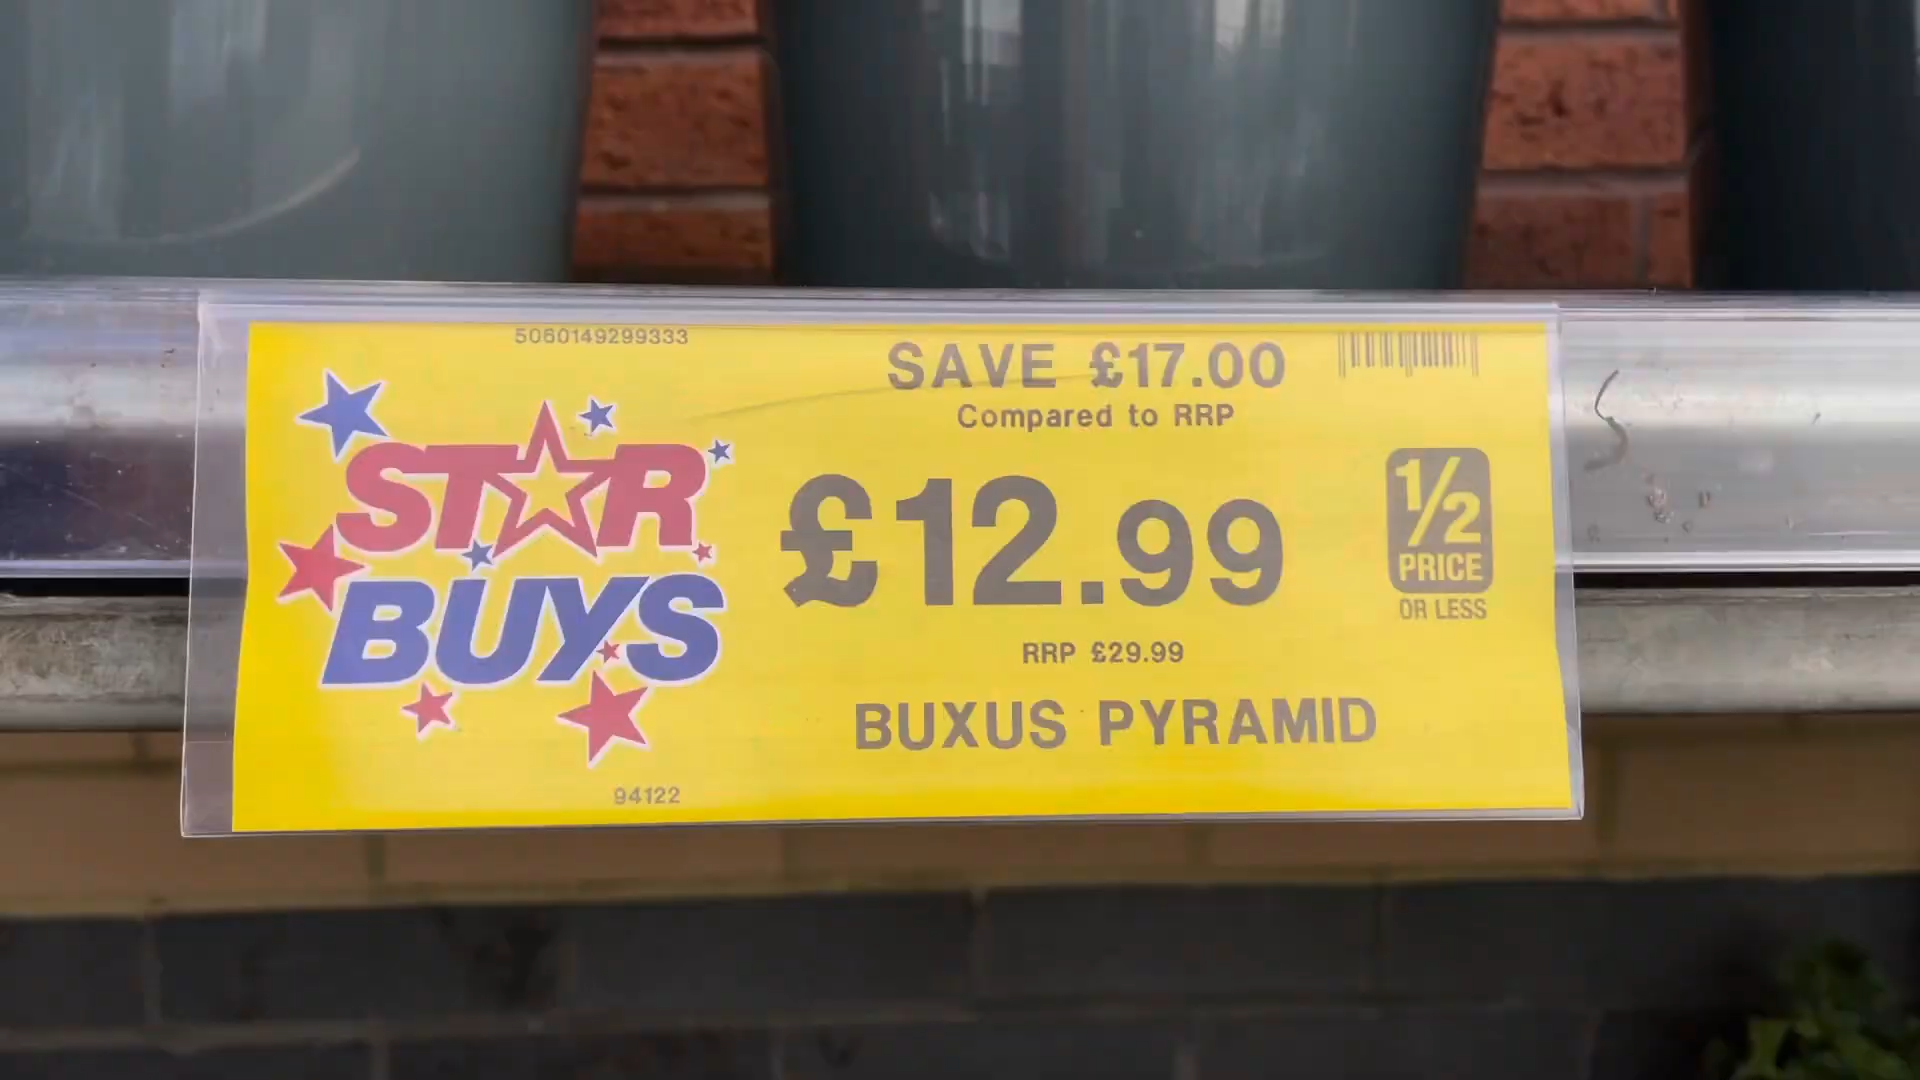 5060149299333
SAVE £17.00
Compared to RRP
STAR
BUYS
£12.99
1/2
PRICE
OR LESS
RRP £29.99
BUXUS PYRAMID
94122